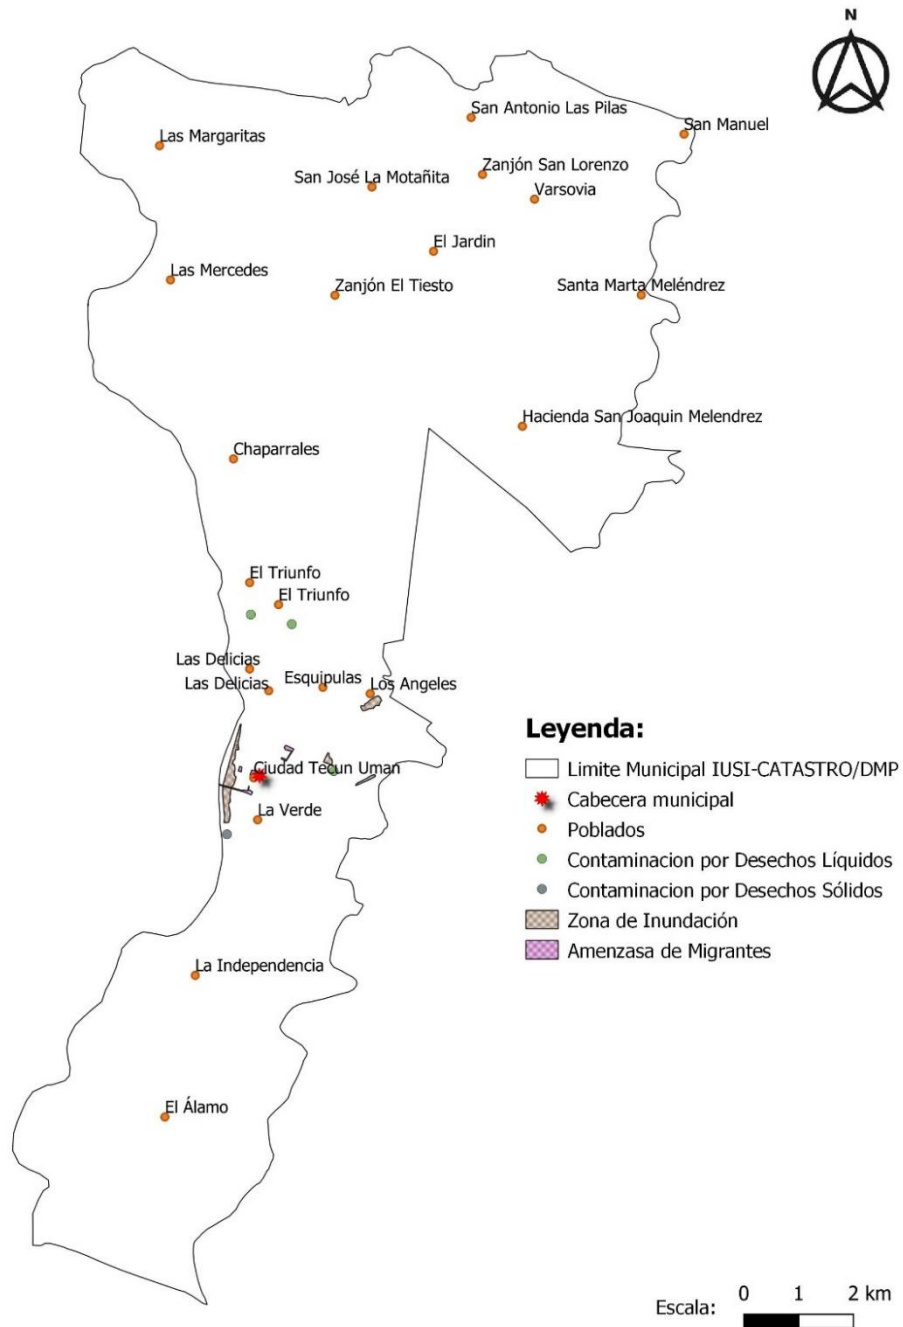 N
San Antonio Las Pilas
San Manuel
Las Margaritas
Zanjón San Lorenzo
San José La Motañita
Varsovia
El Jardin
Las Mercedes
Zanjón El Tiesto
Santa Marta Meléndrez
Hacienda San Joaquin Melendrez
Chaparrales
El Triunfo
El Triunfo
Las Delicias
Esquipulas
Las Delicias
Los Angeles
Ciudad Tecun Uman
La Verde
La Independencia
El Álamo
Leyenda:
Limite Municipal IUSI-CATASTRO/DMP
Cabecera municipal
Poblados
Contaminacion por Desechos Líquidos
Contaminacion por Desechos Sólidos
Zona de Inundación
Amenzasa de Migrantes
0 1 2 km
Escala: